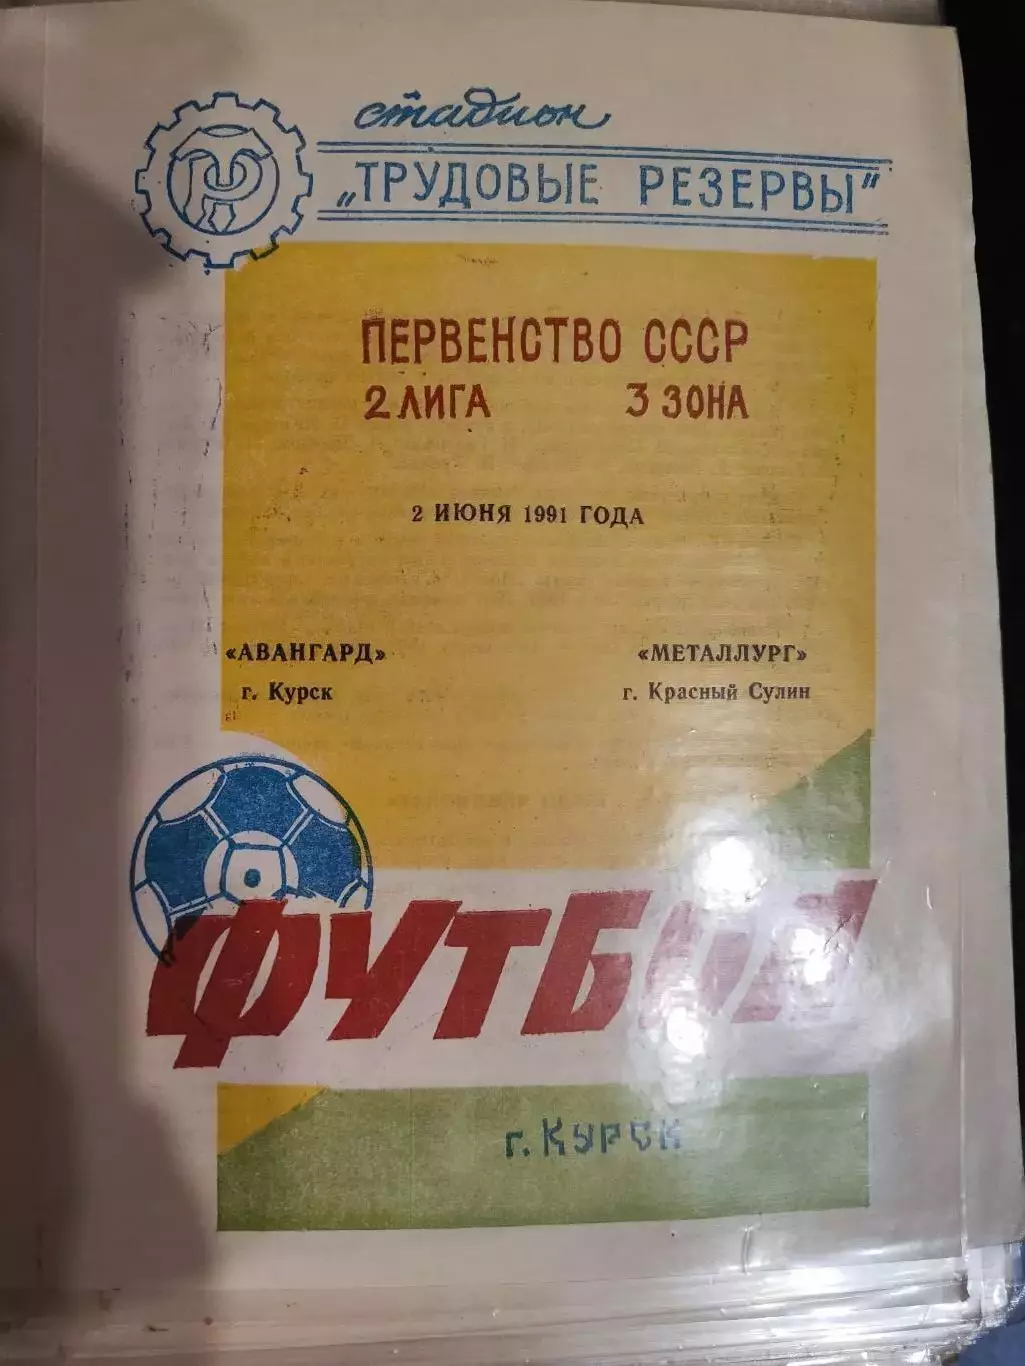 стадион
„ТРУДОВЫЕ РЕЗЕРВЫ"
ПЕРВЕНСТВО СССР
2 ЛИГА 3 ЗОНА
2 ИЮНЯ 1991 ГОДА
«АВАНГАРД» «МЕТАЛЛУРГ»
г. Курск г. Красный Сулин
ФУТБОЛ
г. Курск